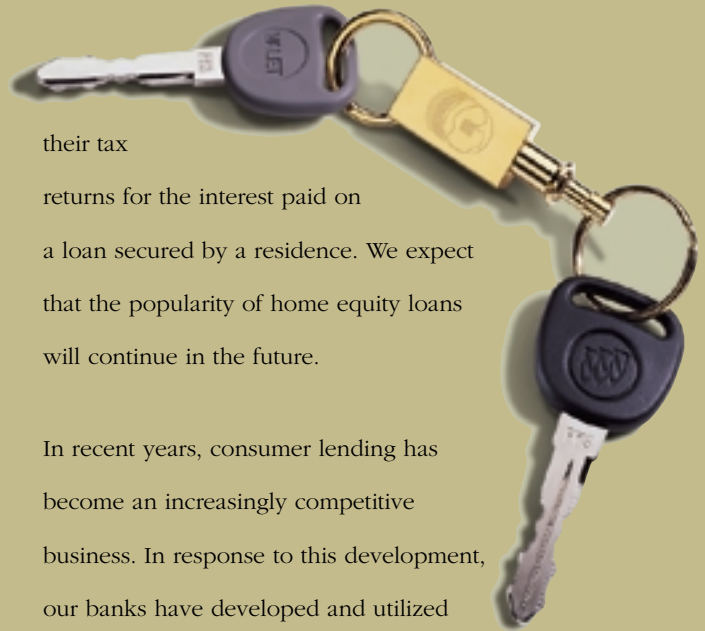 their tax
returns for the interest paid on
a loan secured by a residence. We expect
that the popularity of home equity loans
will continue in the future.
In recent years, consumer lending has
become an increasingly competitive
business. In response to this development,
our banks have developed and utilized